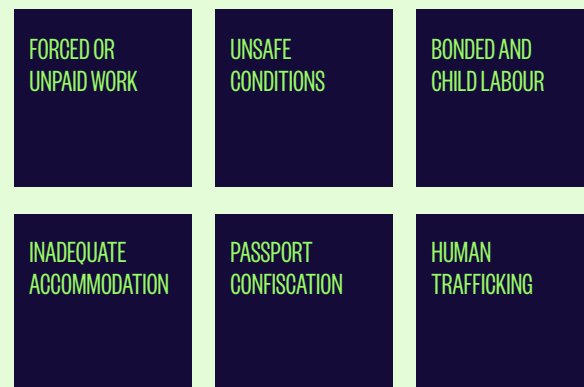 FORCED OR
UNPAID WORK
UNSAFE
CONDITIONS
BONDED AND
CHILD LABOUR
INADEQUATE
ACCOMMODATION
PASSPORT
CONFISCATION
HUMAN
TRAFFICKING